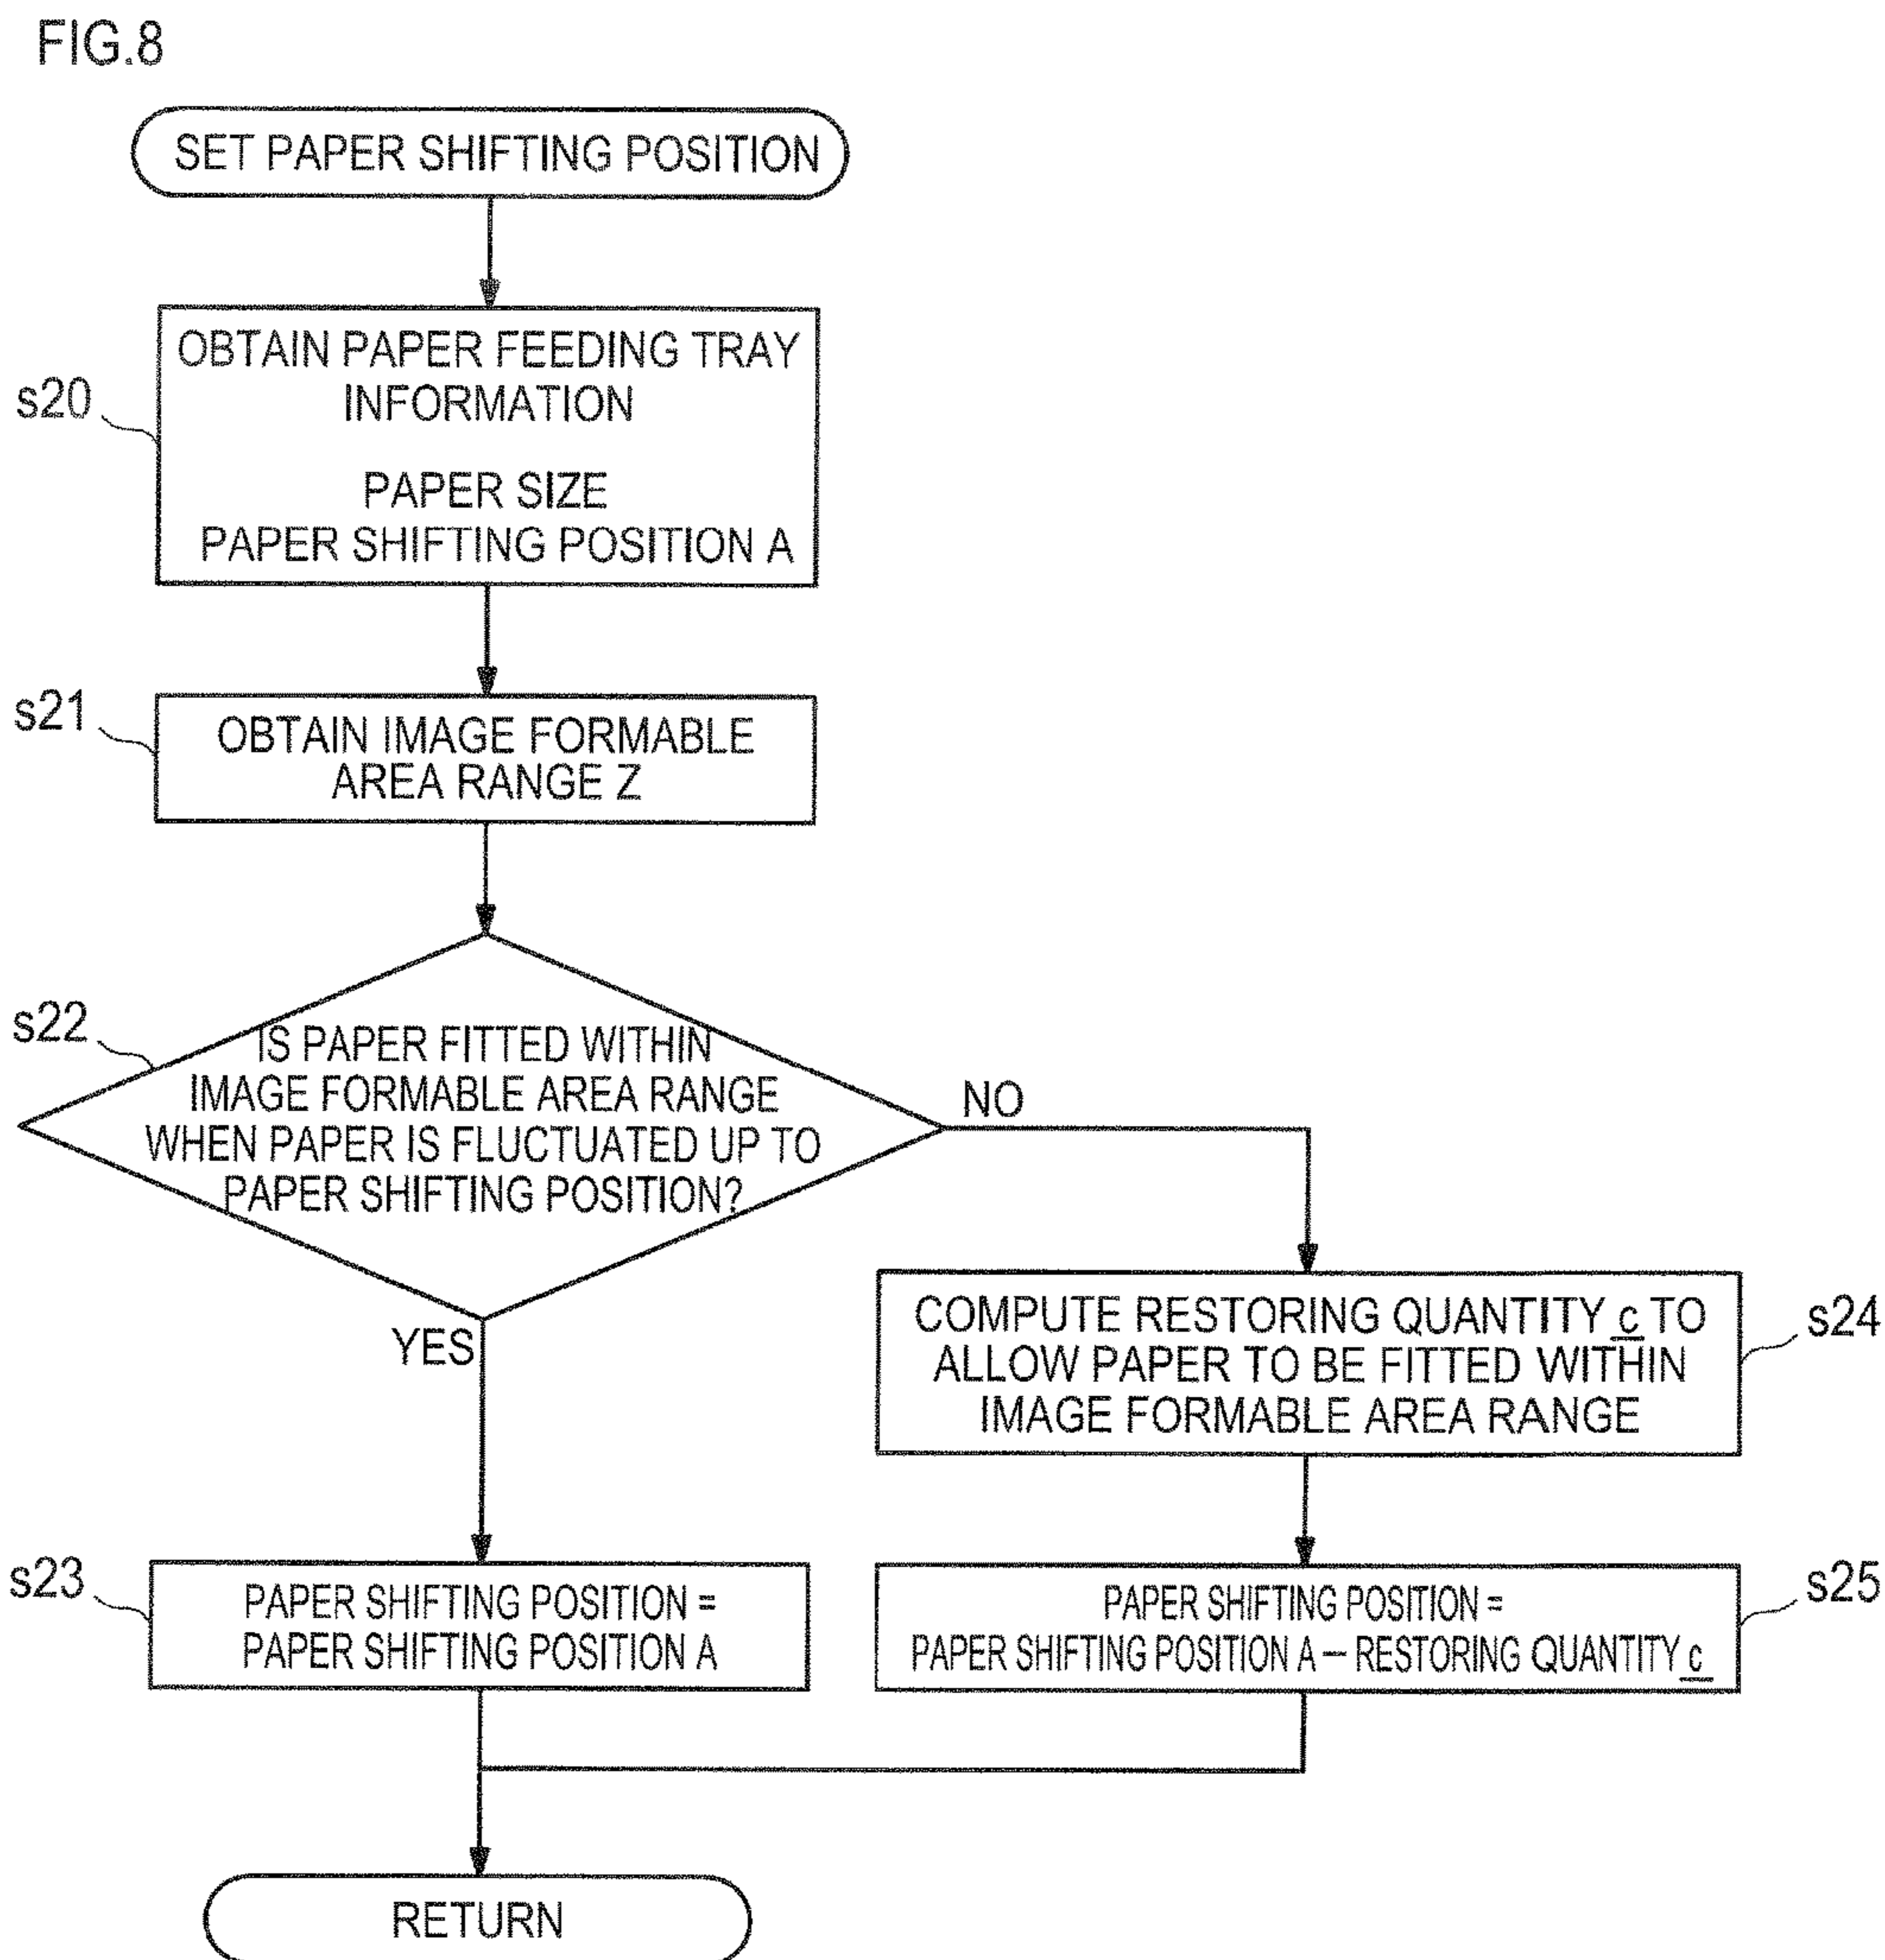 FIG.8
SET PAPER SHIFTING POSITION
s20
OBTAIN PAPER FEEDING TRAY
INFORMATION
PAPER SIZE
PAPER SHIFTING POSITION A
s21
OBTAIN IMAGE FORMABLE
AREA RANGE Z
s22
IS PAPER FITTED WITHIN
IMAGE FORMABLE AREA RANGE
WHEN PAPER IS FLUCTUATED UP TO
PAPER SHIFTING POSITION?
NO
YES
COMPUTE RESTORING QUANTITY c TO
ALLOW PAPER TO BE FITTED WITHIN
IMAGE FORMABLE AREA RANGE
s24
s23
PAPER SHIFTING POSITION =
PAPER SHIFTING POSITION A
PAPER SHIFTING POSITION =
PAPER SHIFTING POSITION A – RESTORING QUANTITY c
s25
RETURN